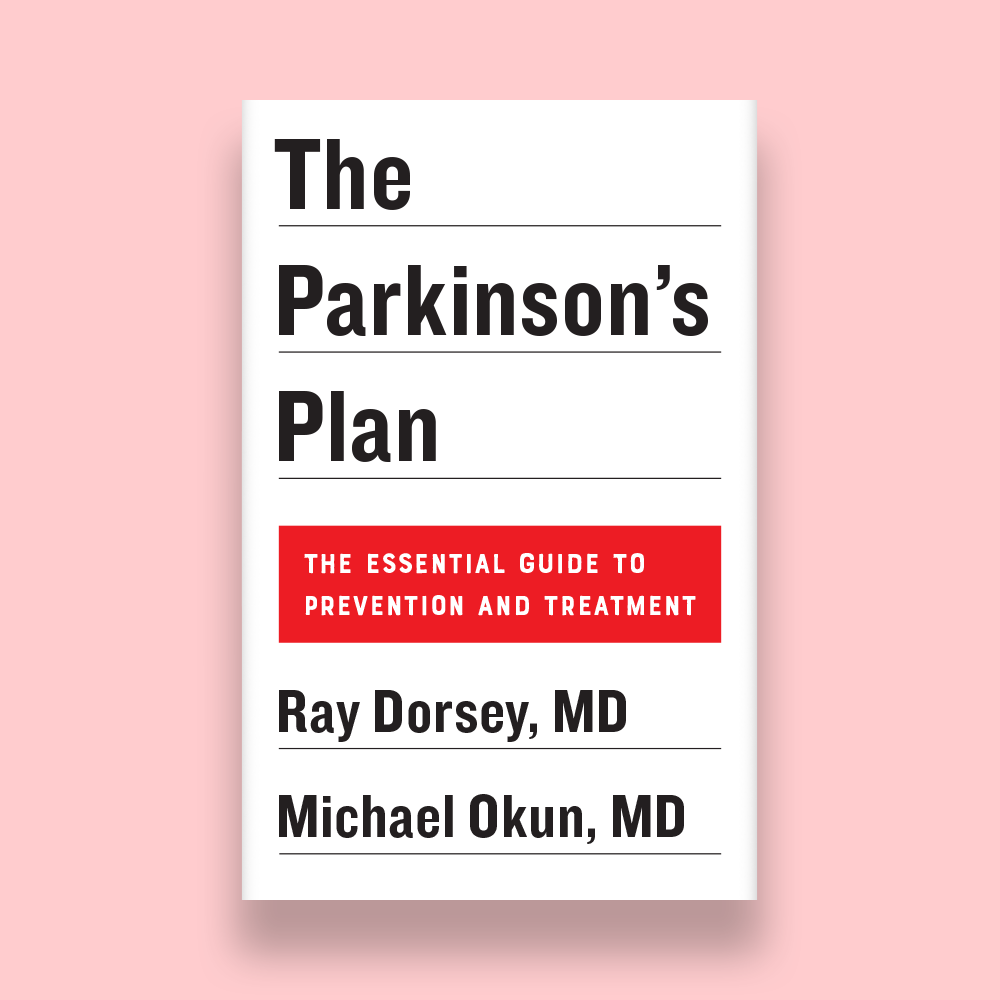 The
Parkinson’s
Plan
THE ESSENTIAL GUIDE TO
PREVENTION AND TREATMENT
Ray Dorsey, MD
Michael Okun, MD